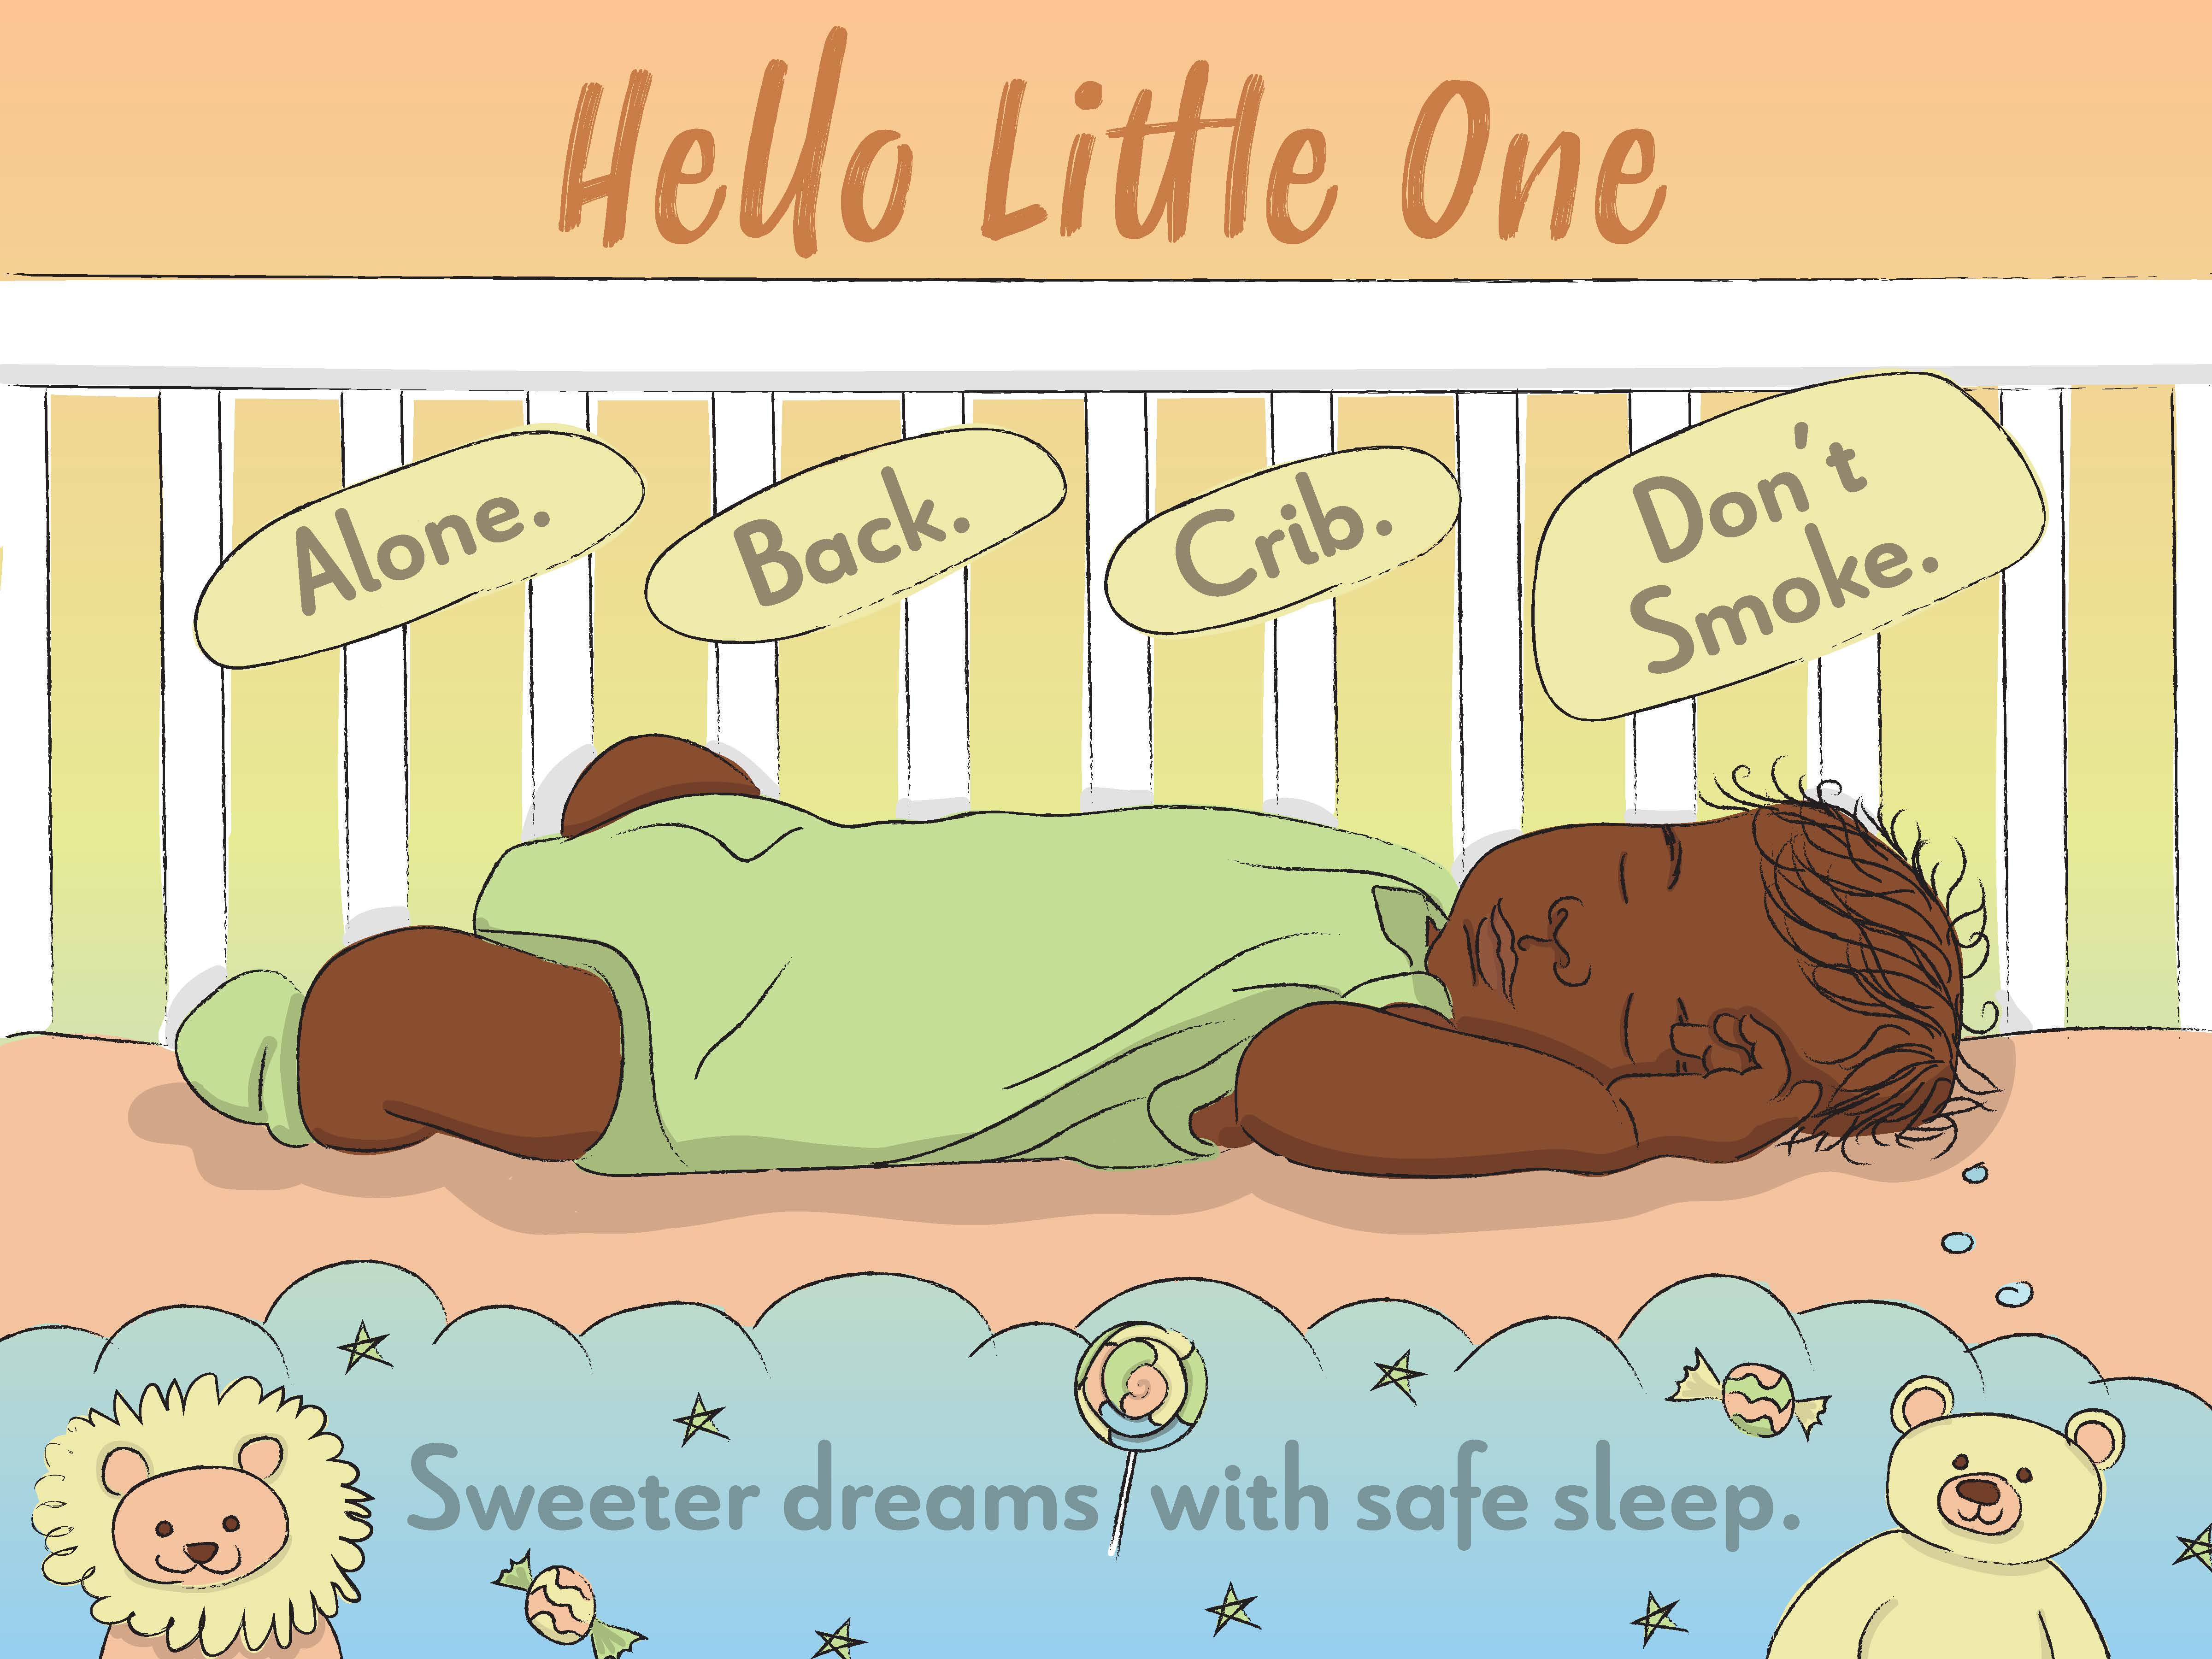 Hello Little One
Alone.
Back.
Crib.
Don't
Smoke.
Sweeter dreams with safe sleep.